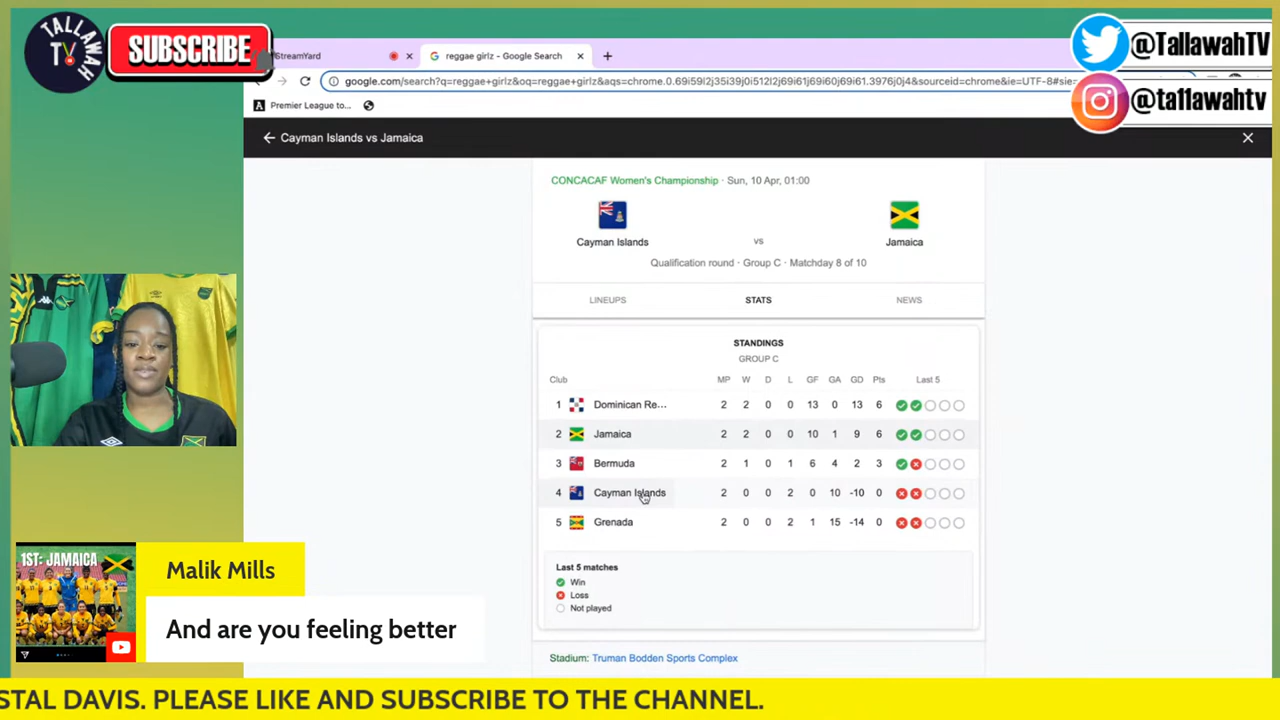 TALLAWAH
TV
SUBSCRIBE
@TallawahTV
@ta11awahtv
StreamYard
reggae girlz - Google Search
google.com/search?q=reggae+girlz&oq=reggae+girlz&aqs=chrome.0.69i59l2j35i39j0i512l2j69i61j69i60j69i61.3976j0j4&sourceid=chrome&ie=UTF-8#sie=
Premier League to...
Cayman Islands vs Jamaica
CONCACAF Women's Championship · Sun, 10 Apr, 01:00
Cayman Islands
vs
Jamaica
Qualification round · Group C · Matchday 8 of 10
LINEUPS STATS NEWS
STANDINGS
GROUP C
Club MP W D L GF GA GD Pts Last 5
1 Dominican Re... 2 2 0 0 13 0 13 6
2 Jamaica 2 2 0 0 10 1 9 6
3 Bermuda 2 1 0 1 6 4 2 3
4 Cayman Islands 2 0 0 2 0 10 -10 0
5 Grenada 2 0 0 2 1 15 -14 0
Last 5 matches
Win
Loss
Not played
Stadium: Truman Bodden Sports Complex
1ST: JAMAICA
Malik Mills
And are you feeling better
STAL DAVIS. PLEASE LIKE AND SUBSCRIBE TO THE CHANNEL.